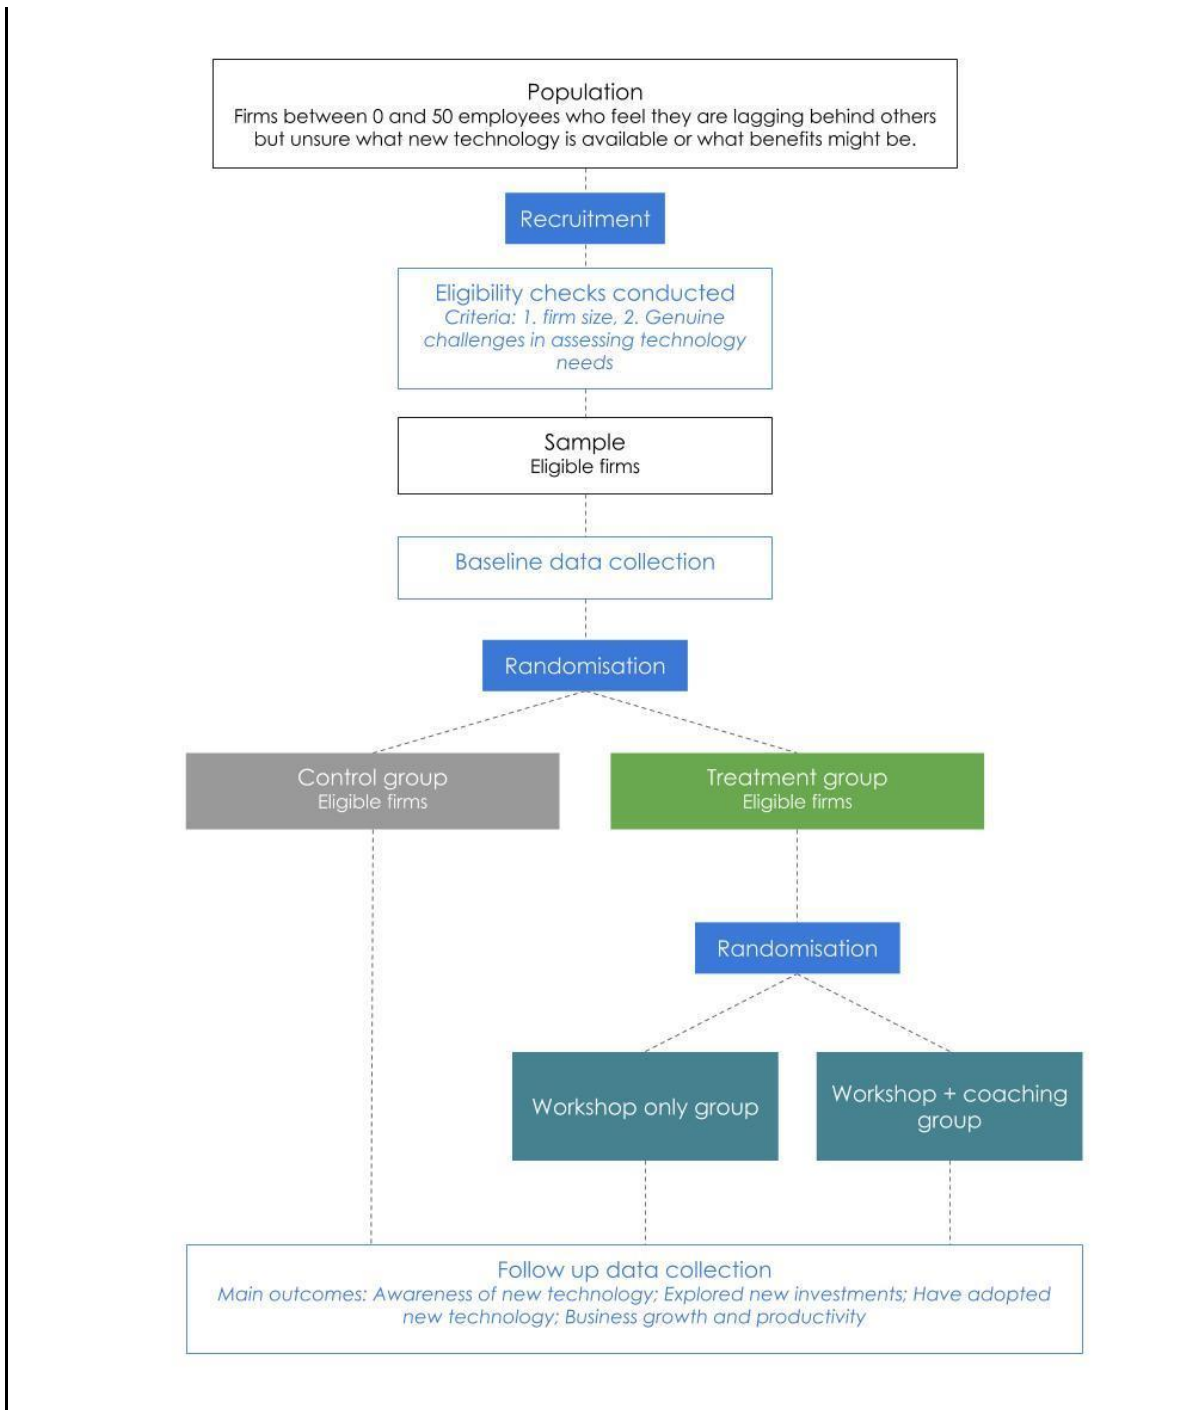 Population
Firms between 0 and 50 employees who feel they are lagging behind others
but unsure what new technology is available or what benefits might be.
Recruitment
Eligibility checks conducted
Criteria: 1. firm size, 2. Genuine
challenges in assessing technology
needs
Sample
Eligible firms
Baseline data collection
Randomisation
Control group
Eligible firms
Treatment group
Eligible firms
Randomisation
Workshop only group
Workshop + coaching
group
Follow up data collection
Main outcomes: Awareness of new technology; Explored new investments; Have adopted
new technology; Business growth and productivity